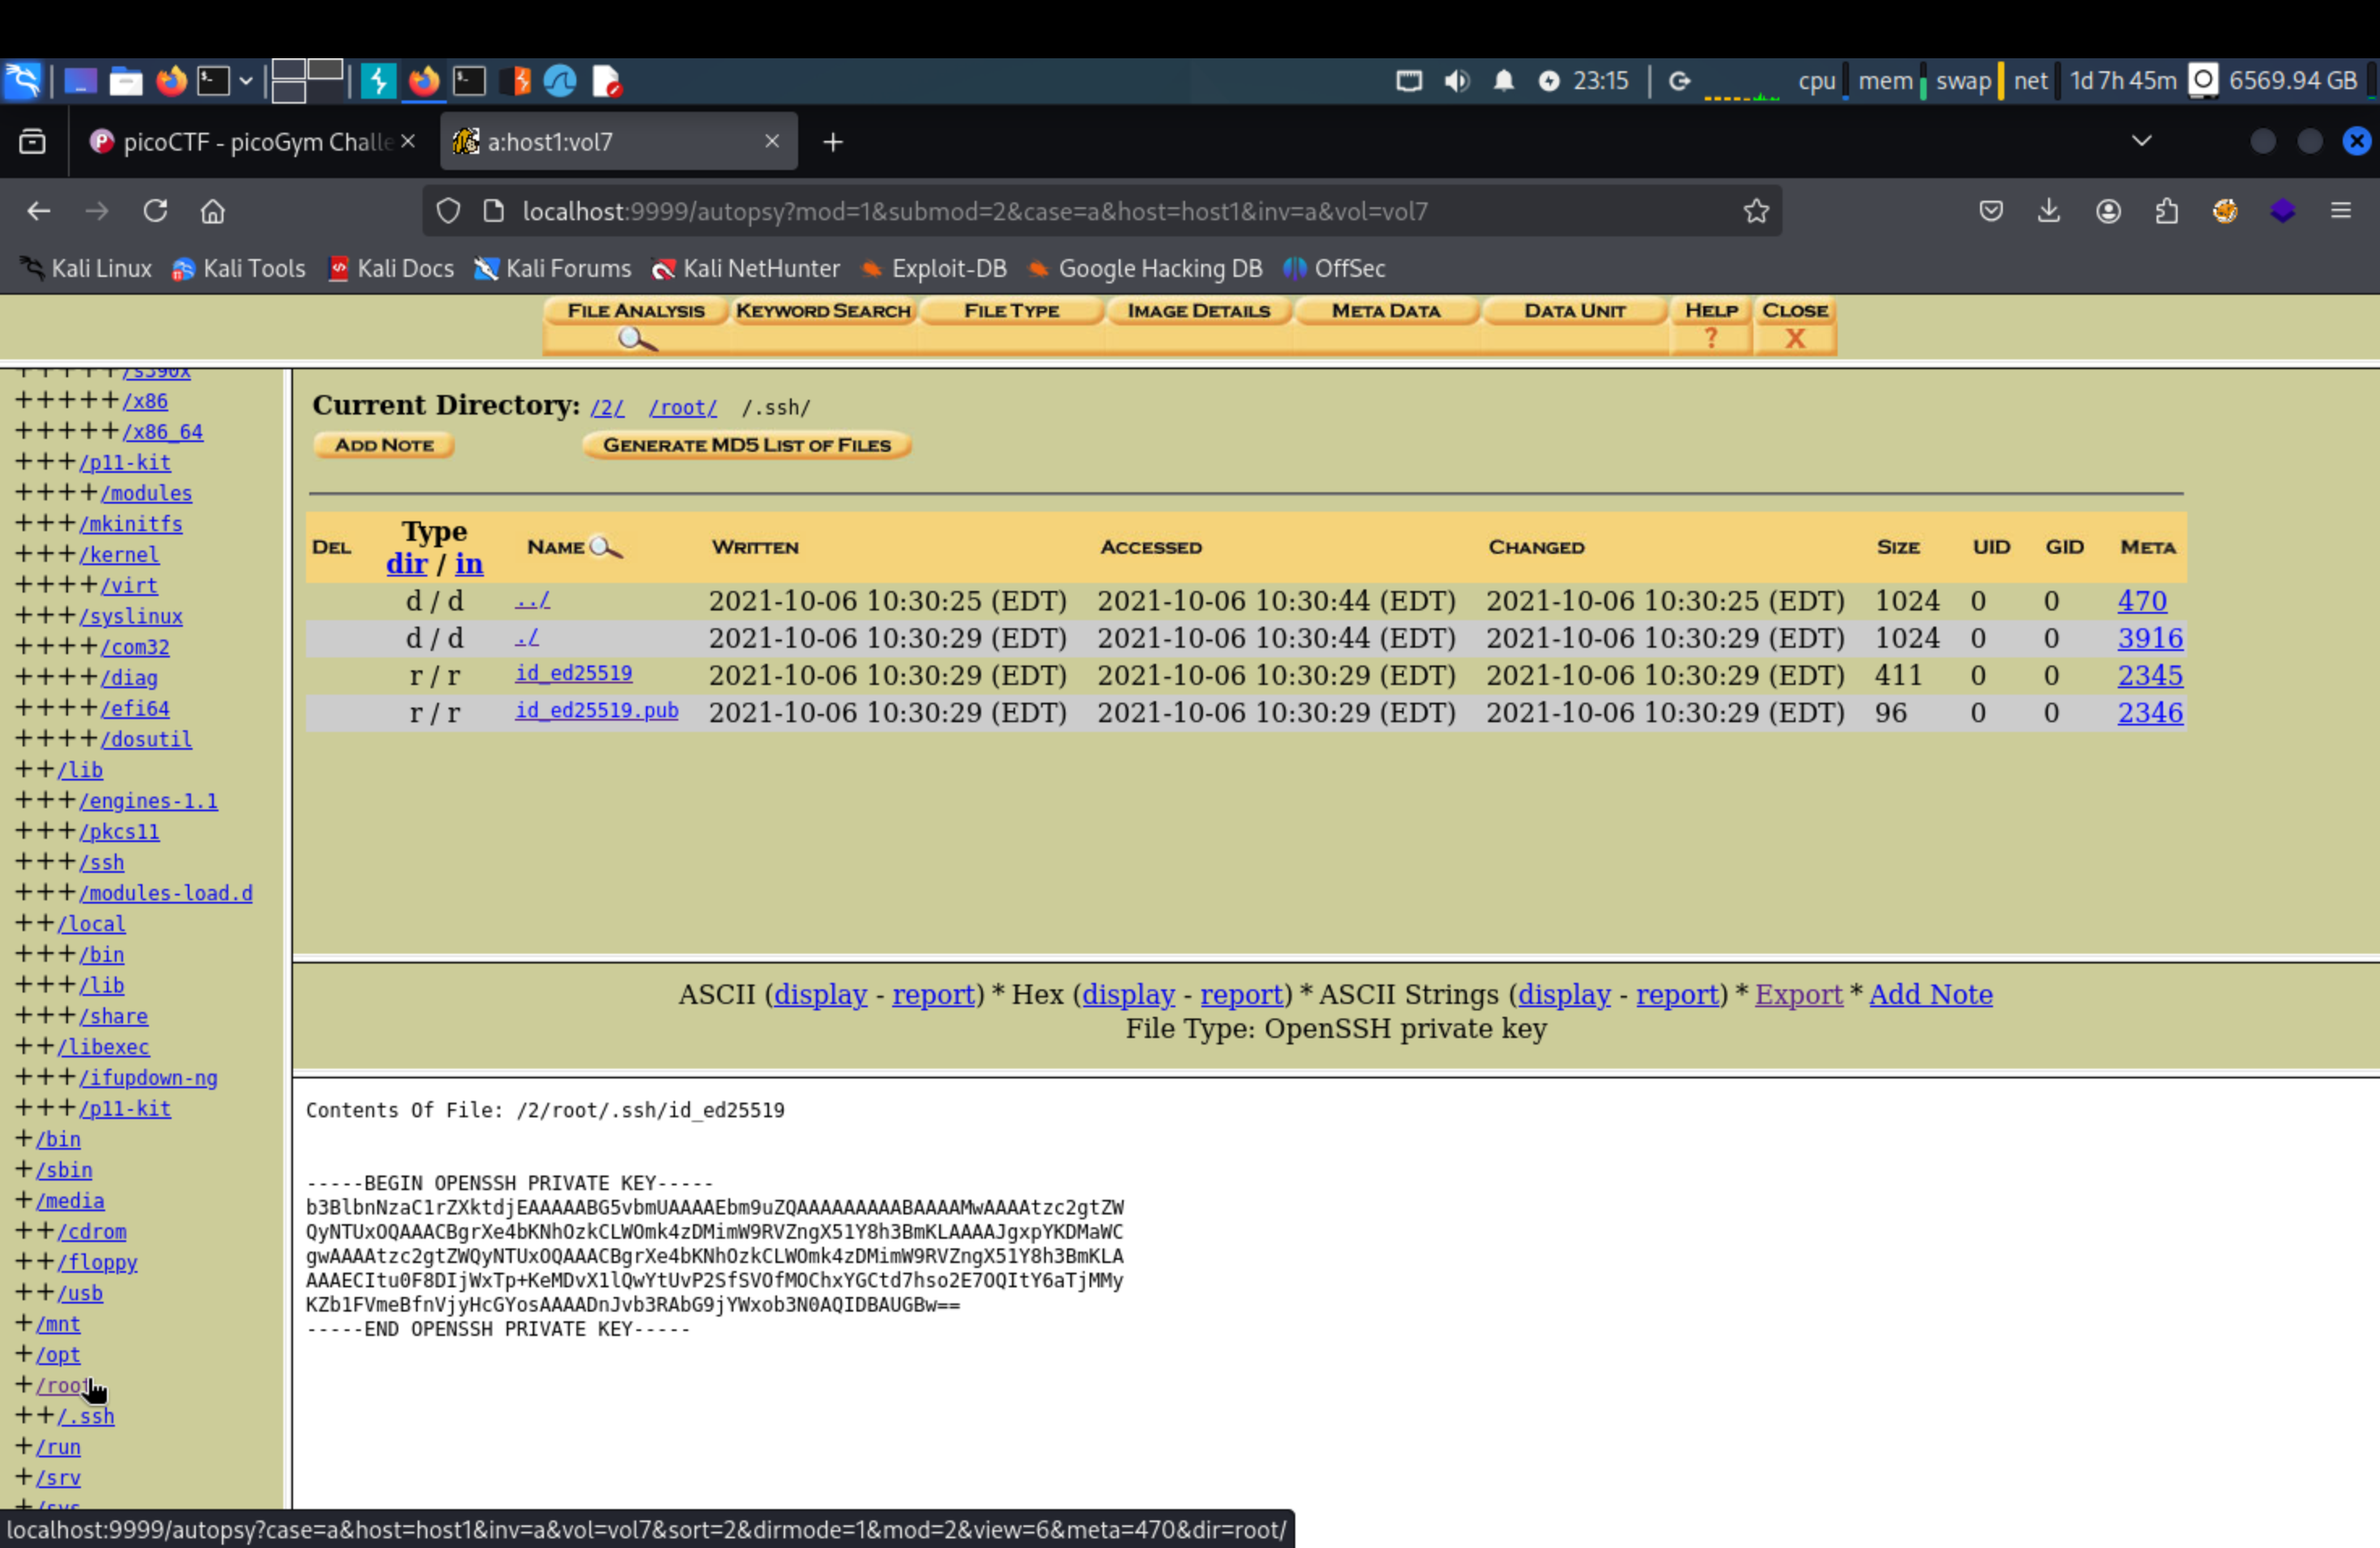 23:15 cpu mem swap net 1d 7h 45m 6569.94 GB
picoCTF - picoGym Challe a:host1:vol7
localhost:9999/autopsy?mod=1&submod=2&case=a&host=host1&inv=a&vol=vol7
Kali Linux Kali Tools Kali Docs Kali Forums Kali NetHunter Exploit-DB Google Hacking DB OffSec
FILE ANALYSIS KEYWORD SEARCH FILE TYPE IMAGE DETAILS META DATA DATA UNIT HELP CLOSE
? X
+++++/s390x
+++++/x86
+++++/x86_64
+++/p11-kit
++++/modules
+++/mkinitfs
+++/kernel
++++/virt
+++/syslinux
++++/com32
++++/diag
++++/efi64
++++/dosutil
++/lib
+++/engines-1.1
+++/pkcs11
+++/ssh
+++/modules-load.d
++/local
+++/bin
+++/lib
+++/share
++/libexec
+++/ifupdown-ng
+++/p11-kit
+/bin
+/sbin
+/media
++/cdrom
++/floppy
++/usb
+/mnt
+/opt
+/root
++/.ssh
+/run
+/srv
+/sys
Current Directory: /2/ /root/ /.ssh/
ADD NOTE GENERATE MD5 LIST OF FILES
DEL Type dir / in NAME WRITTEN ACCESSED CHANGED SIZE UID GID META
d / d ../ 2021-10-06 10:30:25 (EDT) 2021-10-06 10:30:44 (EDT) 2021-10-06 10:30:25 (EDT) 1024 0 0 470
d / d ./ 2021-10-06 10:30:29 (EDT) 2021-10-06 10:30:44 (EDT) 2021-10-06 10:30:29 (EDT) 1024 0 0 3916
r / r id_ed25519 2021-10-06 10:30:29 (EDT) 2021-10-06 10:30:29 (EDT) 2021-10-06 10:30:29 (EDT) 411 0 0 2345
r / r id_ed25519.pub 2021-10-06 10:30:29 (EDT) 2021-10-06 10:30:29 (EDT) 2021-10-06 10:30:29 (EDT) 96 0 0 2346
ASCII (display - report) * Hex (display - report) * ASCII Strings (display - report) * Export * Add Note
File Type: OpenSSH private key
Contents Of File: /2/root/.ssh/id_ed25519
-----BEGIN OPENSSH PRIVATE KEY-----
b3BlbnNzaC1rZXktdjEAAAAABG5vbmUAAAAEbm9uZQAAAAAAAAABAAAAMwAAAAtzc2gtZW
QyNTUxOQAAACBgrXe4bKNhOzkCLWOmk4zDMimW9RVZngX51Y8h3BmKLAAAAJgxpYKDMaWC
gwAAAAtzc2gtZWQyNTUxOQAAACBgrXe4bKNhOzkCLWOmk4zDMimW9RVZngX51Y8h3BmKLA
AAAECItu0F8DIjWxTp+KeMDvX1lQwYtUvP2SfSVOfMOChxYGCtd7hso2E7OQItY6aTjMMy
KZb1FVmeBfnVjyHcGYosAAAADnJvb3RAbG9jYWxob3N0AQIDBAUGBw==
-----END OPENSSH PRIVATE KEY-----
localhost:9999/autopsy?case=a&host=host1&inv=a&vol=vol7&sort=2&dirmode=1&mod=2&view=6&meta=470&dir=root/